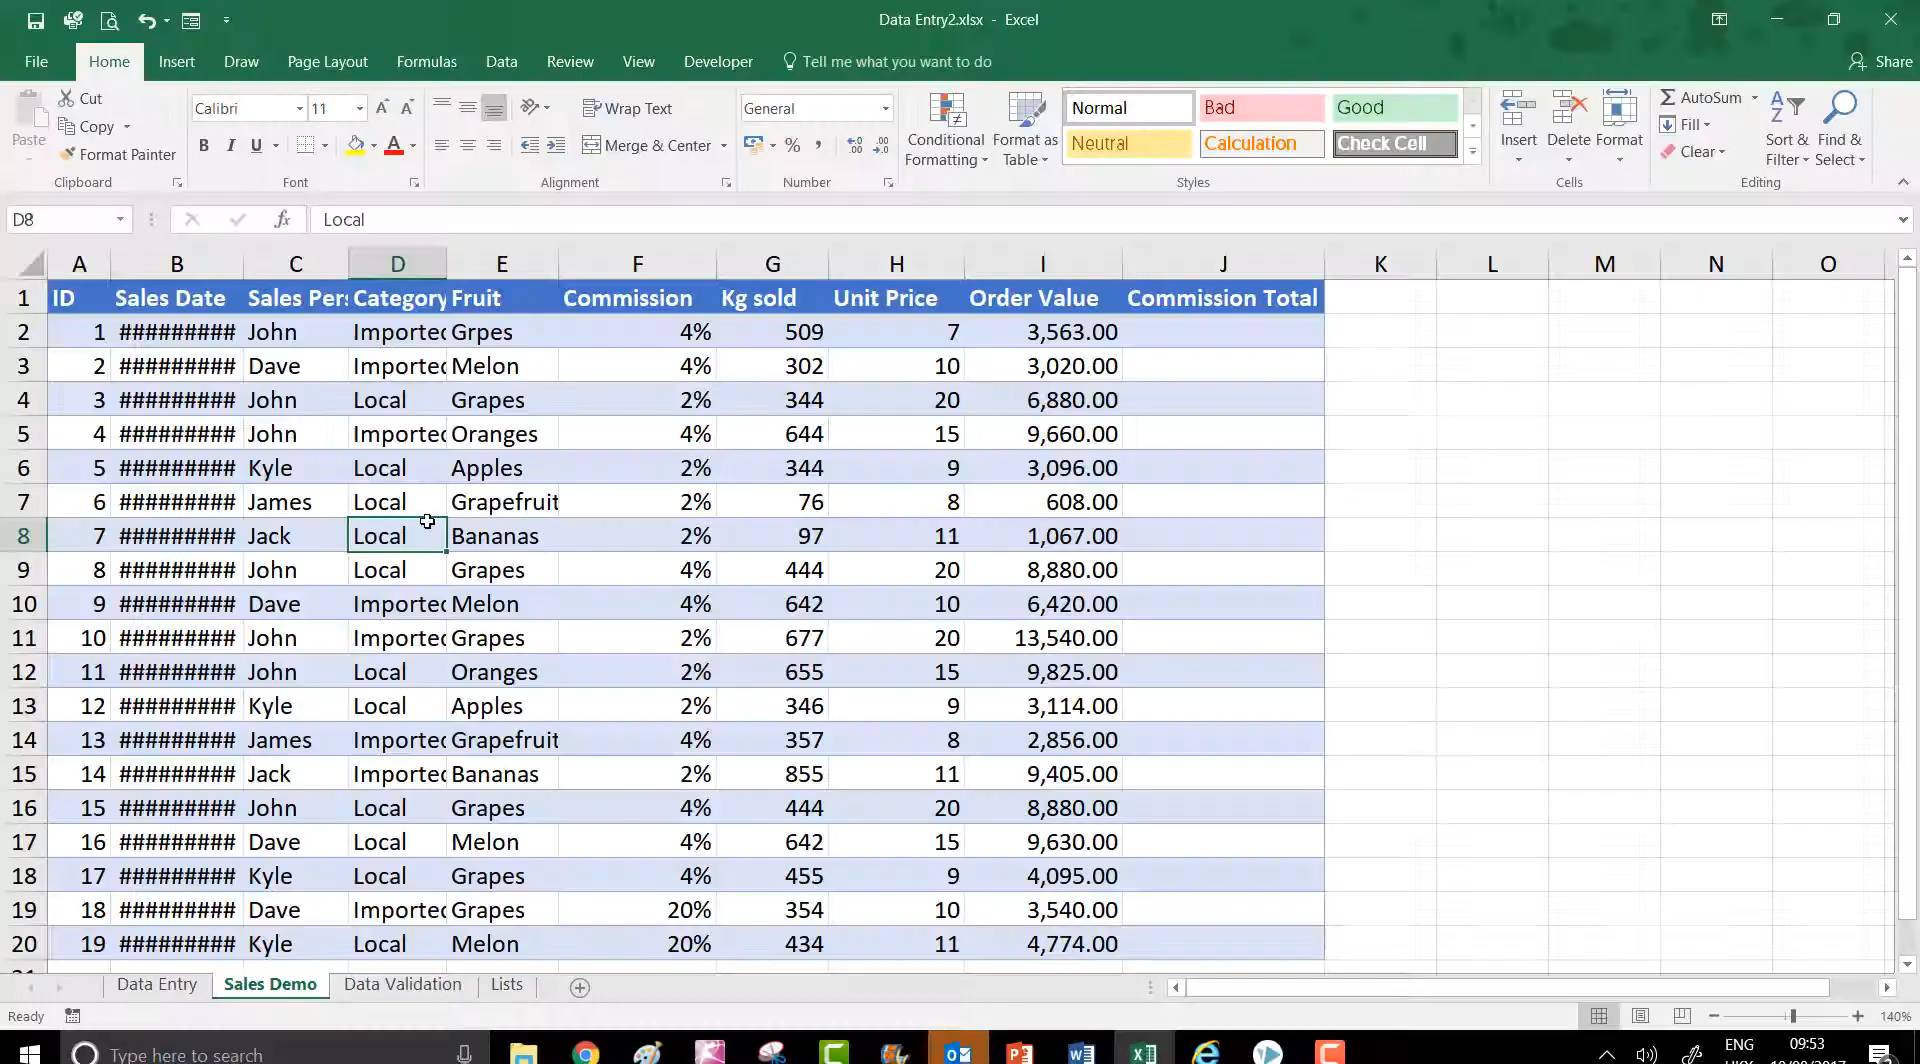 Data Entry2.xlsx - Excel
File Home Insert Draw Page Layout Formulas Data Review View Developer Tell me what you want to do Share
Paste Cut Copy Format Painter Clipboard
Calibri 11 A A B I U A Font
Wrap Text Merge & Center Alignment
General % , Number
Conditional Formatting Format as Table
Normal Bad Good
Neutral Calculation Check Cell
Styles
Insert Delete Format Cells
AutoSum Fill Clear Sort & Filter Find & Select Editing
D8 fx Local
A B C D E F G H I J K L M N O
1 ID Sales Date Sales Pers Category Fruit Commission Kg sold Unit Price Order Value Commission Total
2 1 ######### John Imported Grpes 4% 509 7 3,563.00
3 2 ######### Dave Imported Melon 4% 302 10 3,020.00
4 3 ######### John Local Grapes 2% 344 20 6,880.00
5 4 ######### John Imported Oranges 4% 644 15 9,660.00
6 5 ######### Kyle Local Apples 2% 344 9 3,096.00
7 6 ######### James Local Grapefruit 2% 76 8 608.00
8 7 ######### Jack Local Bananas 2% 97 11 1,067.00
9 8 ######### John Local Grapes 4% 444 20 8,880.00
10 9 ######### Dave Imported Melon 4% 642 10 6,420.00
11 10 ######### John Imported Grapes 2% 677 20 13,540.00
12 11 ######### John Local Oranges 2% 655 15 9,825.00
13 12 ######### Kyle Local Apples 2% 346 9 3,114.00
14 13 ######### James Imported Grapefruit 4% 357 8 2,856.00
15 14 ######### Jack Imported Bananas 2% 855 11 9,405.00
16 15 ######### John Local Grapes 4% 444 20 8,880.00
17 16 ######### Dave Local Melon 4% 642 15 9,630.00
18 17 ######### Kyle Local Grapes 4% 455 9 4,095.00
19 18 ######### Dave Imported Grapes 20% 354 10 3,540.00
20 19 ######### Kyle Local Melon 20% 434 11 4,774.00
Data Entry Sales Demo Data Validation Lists
Ready 140%
Type here to search ENG 09:53